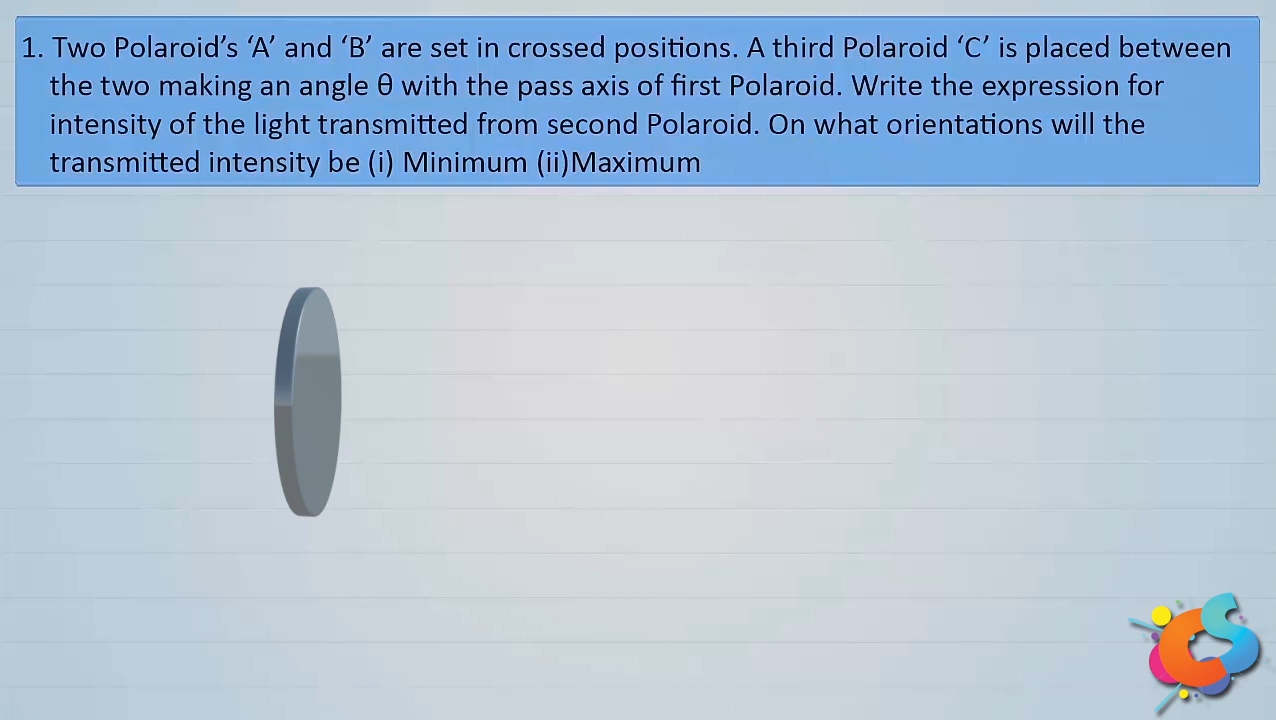 1. Two Polaroid’s ‘A’ and ‘B’ are set in crossed positions. A third Polaroid ‘C’ is placed between
the two making an angle θ with the pass axis of first Polaroid. Write the expression for
intensity of the light transmitted from second Polaroid. On what orientations will the
transmitted intensity be (i) Minimum (ii)Maximum
CS